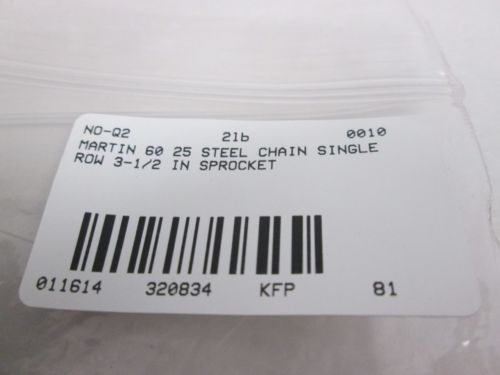 NO-Q2 2lb 0010
MARTIN 60 25 STEEL CHAIN SINGLE
ROW 3-1/2 IN SPROCKET
011614 320834 KFP 81